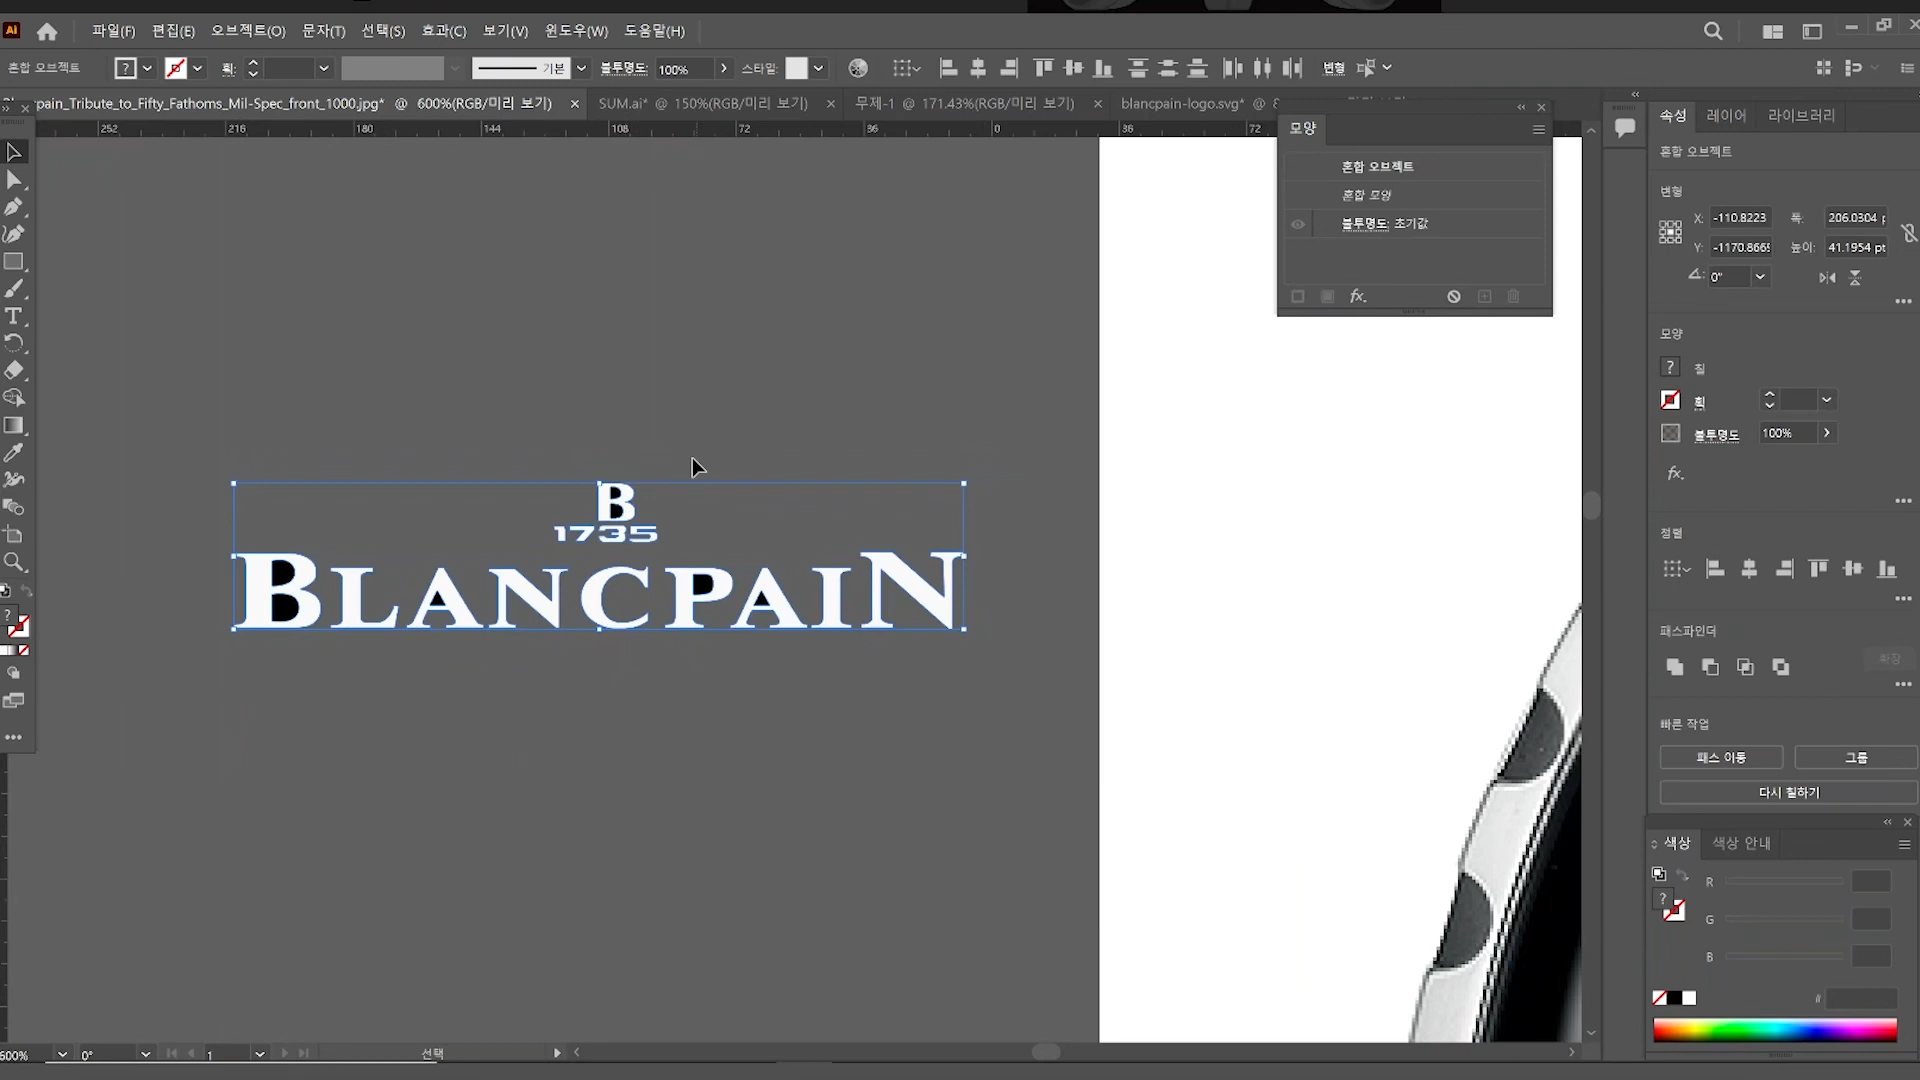 Ai 파일(F) 편집(E) 오브젝트(O) 문자(T) 선택(S) 효과(C) 보기(V) 윈도우(W) 도움말(H)
혼합 오브젝트 ? 획: 기본 불투명도: 100% 스타일: 변형
pain_Tribute_to_Fifty_Fathoms_Mil-Spec_front_1000.jpg* @ 600%(RGB/미리 보기) SUM.ai* @ 150%(RGB/미리 보기) 무제-1 @ 171.43%(RGB/미리 보기) blancpain-logo.svg* @
252 216 180 144 108 72 36 0 36 72
모양
혼합 오브젝트
혼합 모양
불투명도: 초기값
fx.
B
1735
BLANCPAIN
속성 레이어 라이브러리
혼합 오브젝트
변형
X: -110.8223 폭: 206.0304
Y: -1170.866 높이: 41.1954 pt
0°
모양
? 칠
획
불투명도 100%
fx.
정렬
패스파인더
확장
빠른 작업
패스 이동 그룹
다시 칠하기
색상 색상 안내
R
? G
B
#
600% 0° 1 선택